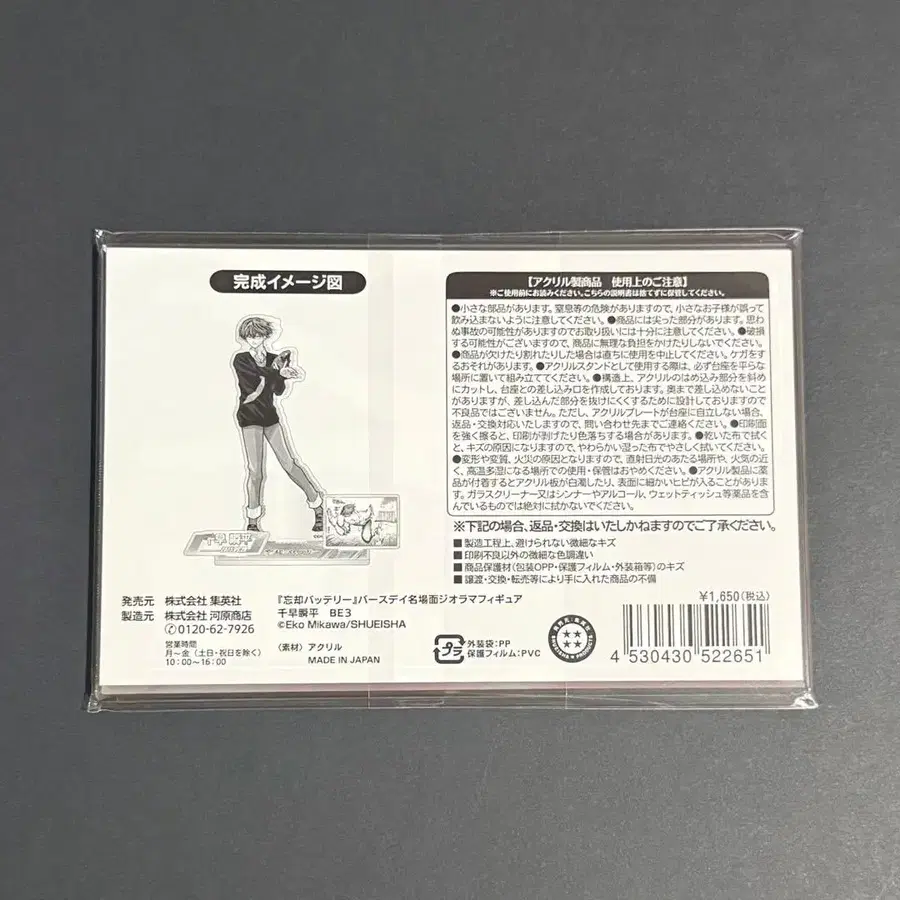 完成イメージ図
千早 瞬平
【アクリル製商品　使用上のご注意】
※ご使用前にお読みください。こちらの説明書は捨てずに保管してください。
●小さな部品があります。窒息等の危険がありますので、小さなお子様が誤って
飲み込まないように注意してください。●商品には尖った部分があります。思わ
ぬ事故の可能性がありますのでお取り扱いには十分に注意してください。●破損
する可能性がございますので、商品に無理な負担をかけたりしないでください。
●商品が欠けたり割れたりした場合は直ちに使用を中止してください。ケガをす
るおそれがあります。●アクリルスタンドとして使用する際は、必ず台座を平らな
場所に置いて組み立ててください。●構造上、アクリルのはめ込み部分を斜め
にカットし、台座との差し込み口を作成しております。奥まで差し込めないこと
がありますが、差し込んだ部分を抜けにくくするために設計しておりますので
不良品ではございません。ただし、アクリルプレートが台座に自立しない場合、
返品・交換対応いたしますので、問い合わせ先までご連絡ください。●印刷面
を強く擦ると、印刷が剥げたり色落ちする場合があります。●乾いた布で拭く
と、キズの原因になりますので、やわらかい湿った布でやさしく拭いてください。
●変形や変質、火災の原因となりますので、直射日光のあたる場所や、火気の近
く、高温多湿になる場所での使用・保管はおやめください。●アクリル製品に薬
品が付着するとアクリル板が白濁したり、表面に細かいヒビが入ることがありま
す。ガラスクリーナー又はシンナーやアルコール、ウェットティッシュ等薬品を含
んでいるものでは絶対に拭かないでください。
※下記の場合、返品・交換はいたしかねますのでご了承ください。
■製造工程上、避けられない微細なキズ
■印刷不良以外の微細な色調違い
■商品保護材(包装OPP・保護フィルム・外装箱等)のキズ
■譲渡・交換・転売等により手に入れた商品の不備
発売元　株式会社 集英社
製造元　株式会社 河原商店
✆0120-62-7926
営業時間
月～金（土日・祝日を除く）
10：00～16：00
『忘却バッテリー』バースデイ名場面ジオラマフィギュア
千早瞬平　BE3
©Eko Mikawa/SHUEISHA
〈素材〉アクリル
MADE IN JAPAN
プラ
外装袋:PP
保護フィルム:PVC
¥1,650(税込)
4 530430 522651